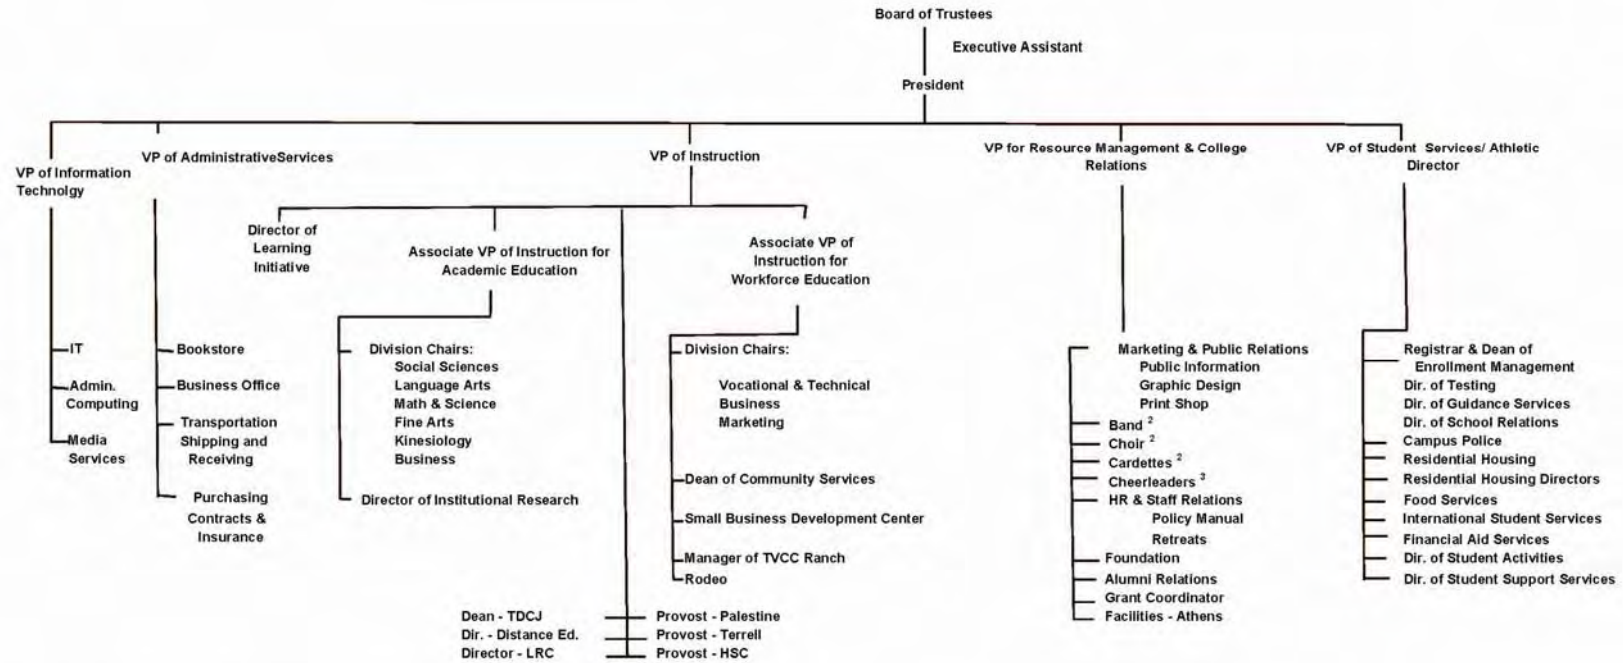 Board of Trustees
Executive Assistant
President
VP of Information
Technolgy
VP of AdministrativeServices
VP of Instruction
VP for Resource Management & College
Relations
VP of Student Services/ Athletic
Director
Director of
Learning
Initiative
Associate VP of Instruction for
Academic Education
Associate VP of
Instruction for
Workforce Education
IT
Admin.
Computing
Media
Services
Bookstore
Business Office
Transportation
Shipping and
Receiving
Purchasing
Contracts &
Insurance
Division Chairs:
Social Sciences
Language Arts
Math & Science
Fine Arts
Kinesiology
Business
Director of Institutional Research
Division Chairs:
Vocational & Technical
Business
Marketing
Dean of Community Services
Small Business Development Center
Manager of TVCC Ranch
Rodeo
Dean - TDCJ
Dir. - Distance Ed.
Director - LRC
Provost - Palestine
Provost - Terrell
Provost - HSC
Marketing & Public Relations
Public Information
Graphic Design
Print Shop
Band 2
Choir 2
Cardettes 2
Cheerleaders
HR & Staff Relations
Policy Manual
Retreats
Foundation
Alumni Relations
Grant Coordinator
Facilities - Athens
Registrar & Dean of
Enrollment Management
Dir. of Testing
Dir. of Guidance Services
Dir. of School Relations
Campus Police
Residential Housing
Residential Housing Directors
Food Services
International Student Services
Financial Aid Services
Dir. of Student Activities
Dir. of Student Support Services